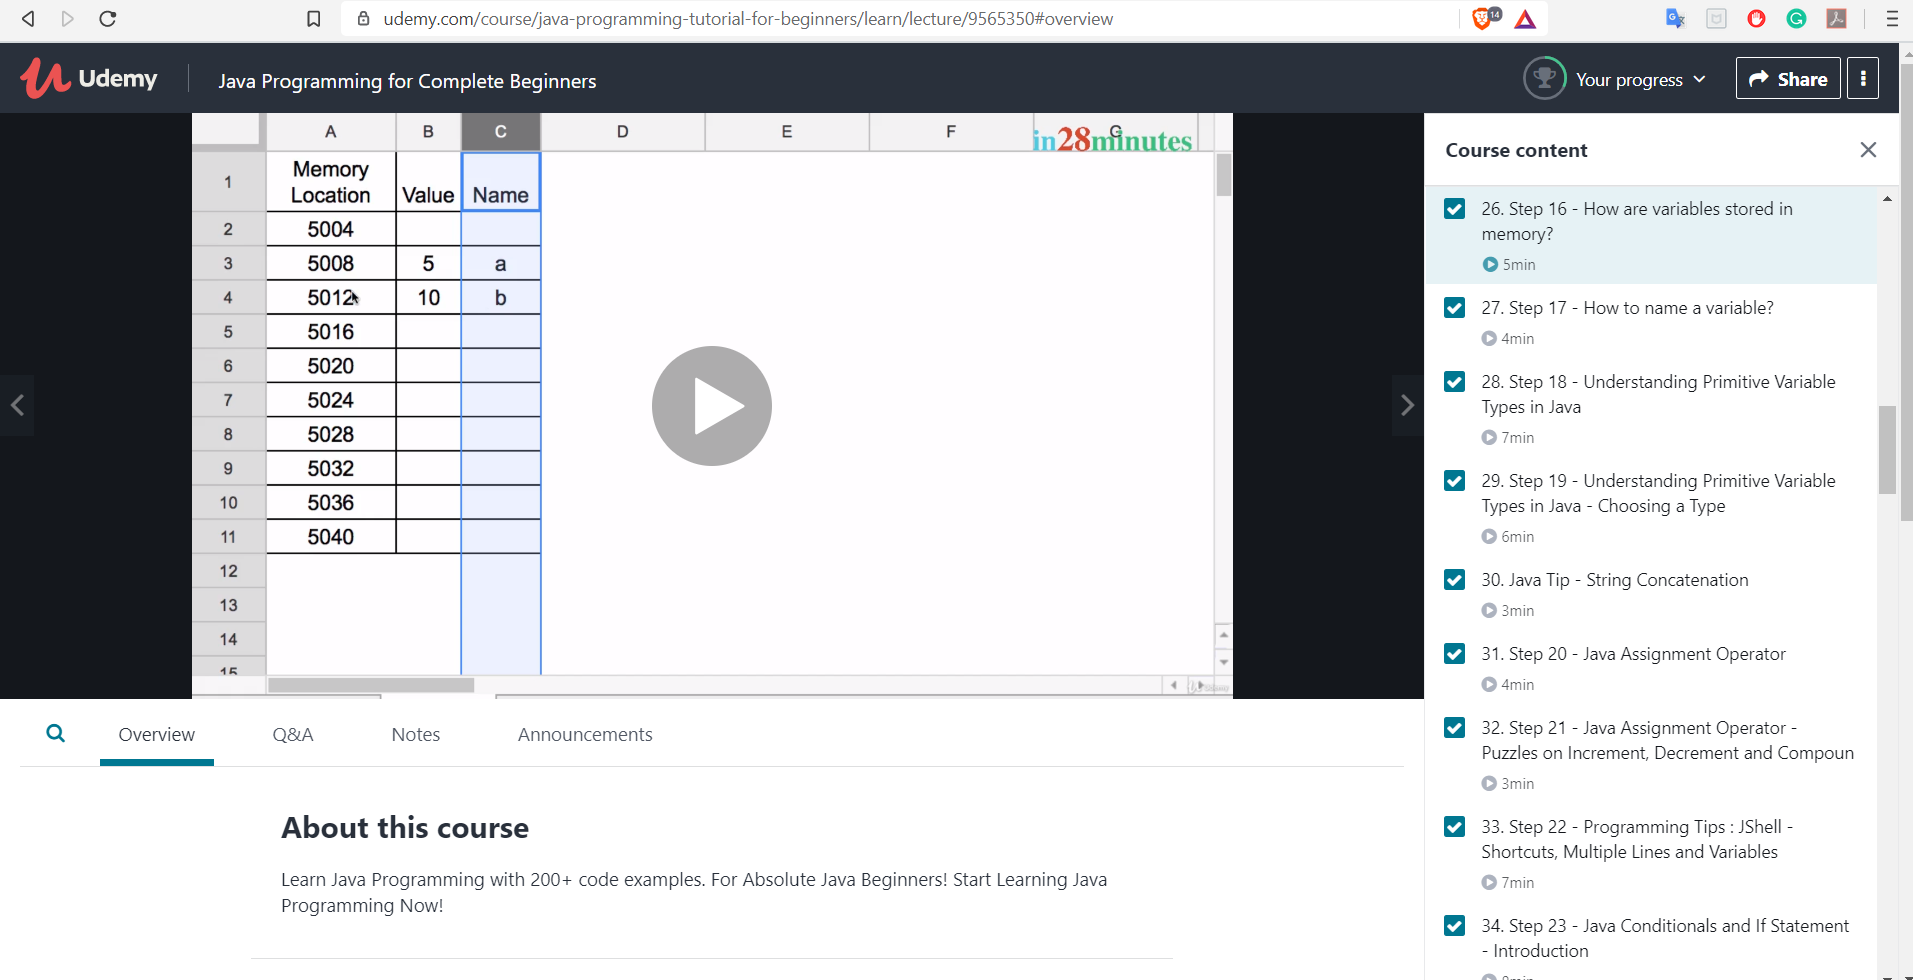 udemy.com/course/java-programming-tutorial-for-beginners/learn/lecture/9565350#overview
14
Udemy
Java Programming for Complete Beginners
Your progress
Share
A B C D E F G
in28minutes
1 Memory Location Value Name
2 5004
3 5008 5 a
4 5012 10 b
5 5016
6 5020
7 5024
8 5028
9 5032
10 5036
11 5040
12
13
14
15
Overview
Q&A
Notes
Announcements
About this course
Learn Java Programming with 200+ code examples. For Absolute Java Beginners! Start Learning Java
Programming Now!
Course content
26. Step 16 - How are variables stored in
memory?
5min
27. Step 17 - How to name a variable?
4min
28. Step 18 - Understanding Primitive Variable
Types in Java
7min
29. Step 19 - Understanding Primitive Variable
Types in Java - Choosing a Type
6min
30. Java Tip - String Concatenation
3min
31. Step 20 - Java Assignment Operator
4min
32. Step 21 - Java Assignment Operator -
Puzzles on Increment, Decrement and Compoun
3min
33. Step 22 - Programming Tips : JShell -
Shortcuts, Multiple Lines and Variables
7min
34. Step 23 - Java Conditionals and If Statement
- Introduction